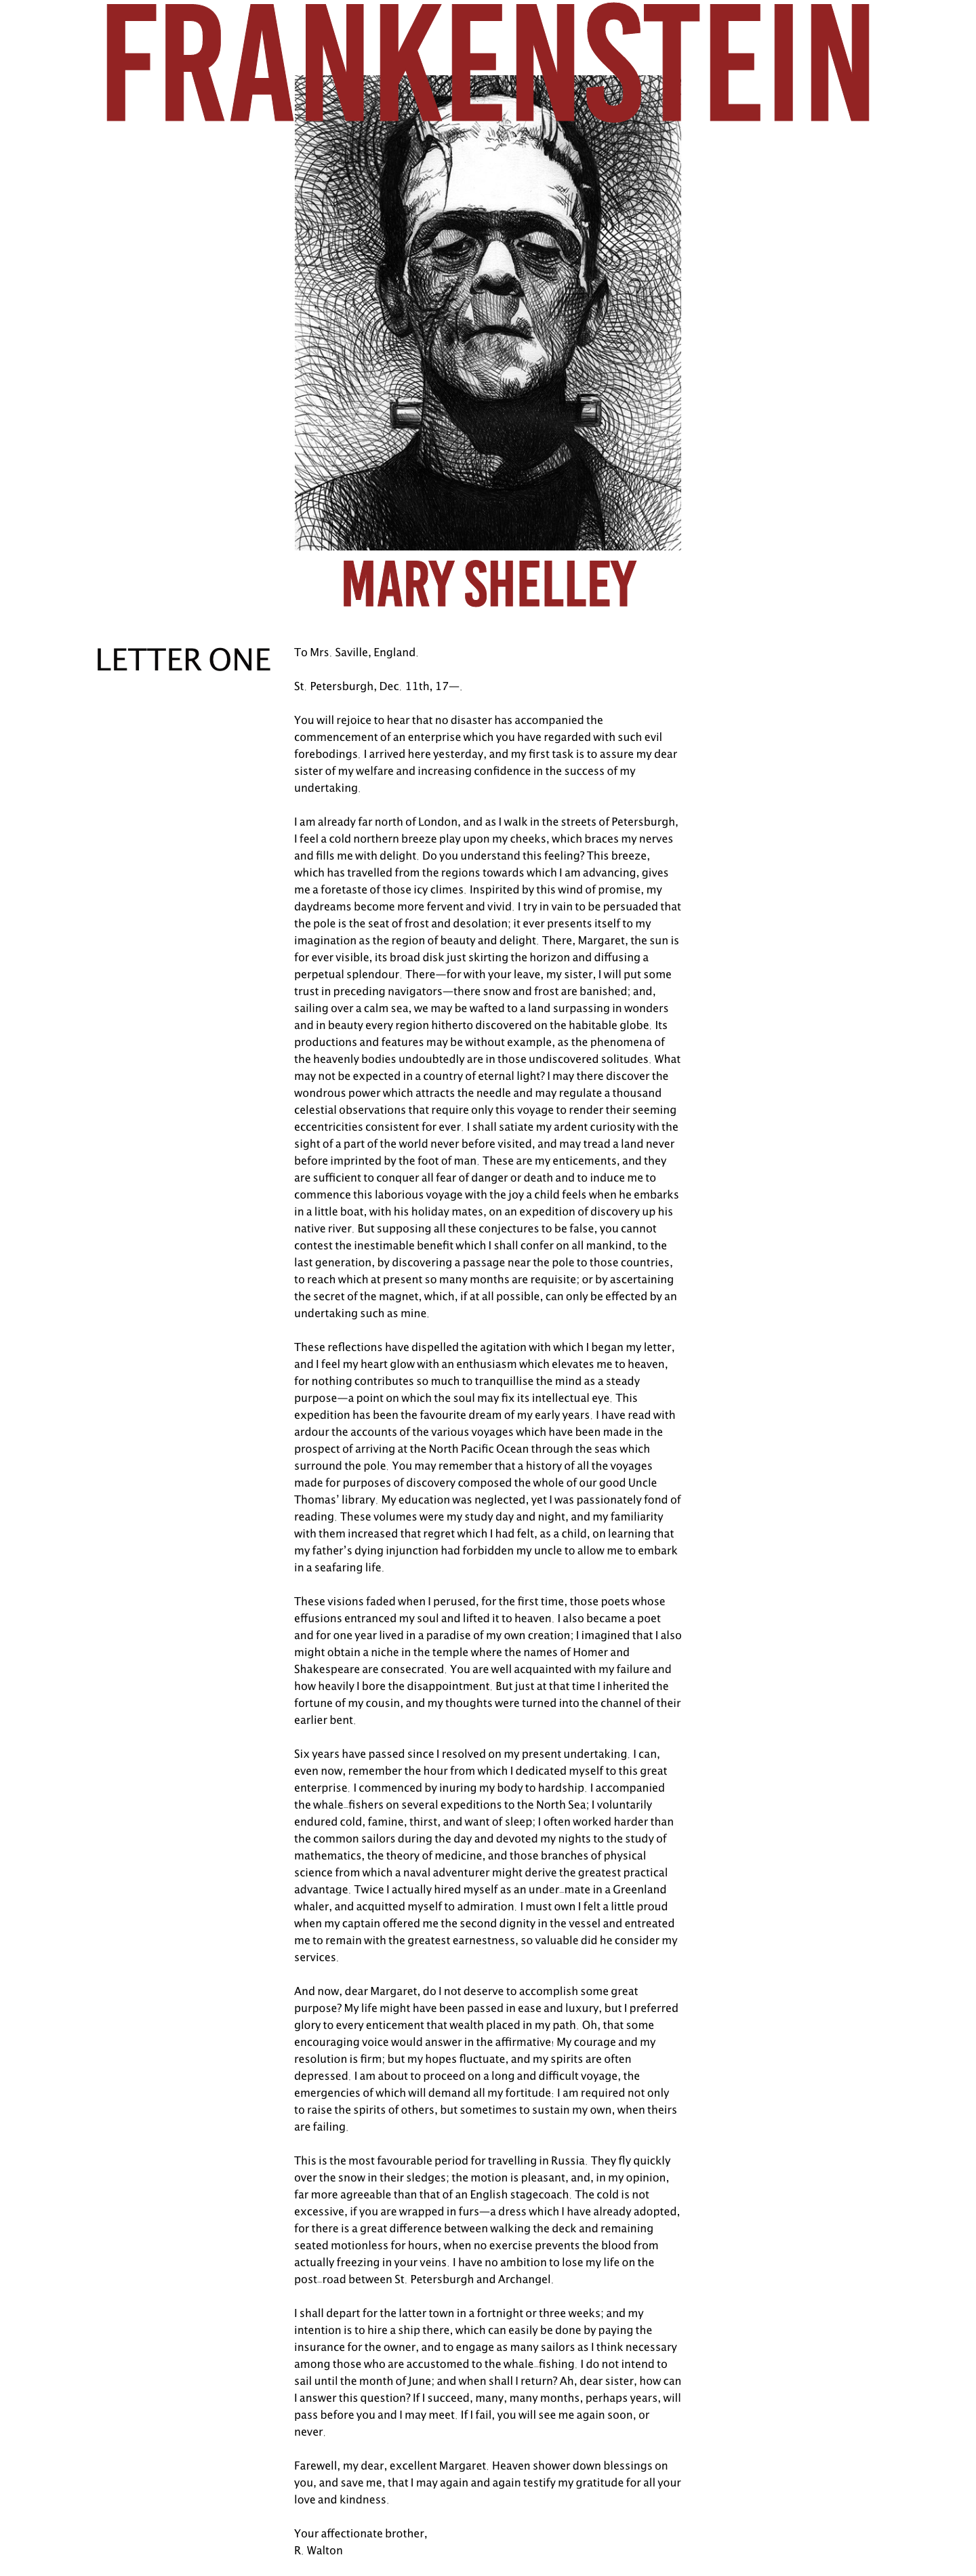 FRANKENSTEIN
MARY SHELLEY
LETTER ONE
To Mrs. Saville, England.
St. Petersburgh, Dec. 11th, 17—.
You will rejoice to hear that no disaster has accompanied the
commencement of an enterprise which you have regarded with such evil
forebodings. I arrived here yesterday, and my first task is to assure my dear
sister of my welfare and increasing confidence in the success of my
undertaking.
I am already far north of London, and as I walk in the streets of Petersburgh,
I feel a cold northern breeze play upon my cheeks, which braces my nerves
and fills me with delight. Do you understand this feeling? This breeze,
which has travelled from the regions towards which I am advancing, gives
me a foretaste of those icy climes. Inspirited by this wind of promise, my
daydreams become more fervent and vivid. I try in vain to be persuaded that
the pole is the seat of frost and desolation; it ever presents itself to my
imagination as the region of beauty and delight. There, Margaret, the sun is
for ever visible, its broad disk just skirting the horizon and diffusing a
perpetual splendour. There—for with your leave, my sister, I will put some
trust in preceding navigators—there snow and frost are banished; and,
sailing over a calm sea, we may be wafted to a land surpassing in wonders
and in beauty every region hitherto discovered on the habitable globe. Its
productions and features may be without example, as the phenomena of
the heavenly bodies undoubtedly are in those undiscovered solitudes. What
may not be expected in a country of eternal light? I may there discover the
wondrous power which attracts the needle and may regulate a thousand
celestial observations that require only this voyage to render their seeming
eccentricities consistent for ever. I shall satiate my ardent curiosity with the
sight of a part of the world never before visited, and may tread a land never
before imprinted by the foot of man. These are my enticements, and they
are sufficient to conquer all fear of danger or death and to induce me to
commence this laborious voyage with the joy a child feels when he embarks
in a little boat, with his holiday mates, on an expedition of discovery up his
native river. But supposing all these conjectures to be false, you cannot
contest the inestimable benefit which I shall confer on all mankind, to the
last generation, by discovering a passage near the pole to those countries,
to reach which at present so many months are requisite; or by ascertaining
the secret of the magnet, which, if at all possible, can only be effected by an
undertaking such as mine.
These reflections have dispelled the agitation with which I began my letter,
and I feel my heart glow with an enthusiasm which elevates me to heaven,
for nothing contributes so much to tranquillise the mind as a steady
purpose—a point on which the soul may fix its intellectual eye. This
expedition has been the favourite dream of my early years. I have read with
ardour the accounts of the various voyages which have been made in the
prospect of arriving at the North Pacific Ocean through the seas which
surround the pole. You may remember that a history of all the voyages
made for purposes of discovery composed the whole of our good Uncle
Thomas’ library. My education was neglected, yet I was passionately fond of
reading. These volumes were my study day and night, and my familiarity
with them increased that regret which I had felt, as a child, on learning that
my father’s dying injunction had forbidden my uncle to allow me to embark
in a seafaring life.
These visions faded when I perused, for the first time, those poets whose
effusions entranced my soul and lifted it to heaven. I also became a poet
and for one year lived in a paradise of my own creation; I imagined that I also
might obtain a niche in the temple where the names of Homer and
Shakespeare are consecrated. You are well acquainted with my failure and
how heavily I bore the disappointment. But just at that time I inherited the
fortune of my cousin, and my thoughts were turned into the channel of their
earlier bent.
Six years have passed since I resolved on my present undertaking. I can,
even now, remember the hour from which I dedicated myself to this great
enterprise. I commenced by inuring my body to hardship. I accompanied
the whale-fishers on several expeditions to the North Sea; I voluntarily
endured cold, famine, thirst, and want of sleep; I often worked harder than
the common sailors during the day and devoted my nights to the study of
mathematics, the theory of medicine, and those branches of physical
science from which a naval adventurer might derive the greatest practical
advantage. Twice I actually hired myself as an under-mate in a Greenland
whaler, and acquitted myself to admiration. I must own I felt a little proud
when my captain offered me the second dignity in the vessel and entreated
me to remain with the greatest earnestness, so valuable did he consider my
services.
And now, dear Margaret, do I not deserve to accomplish some great
purpose? My life might have been passed in ease and luxury, but I preferred
glory to every enticement that wealth placed in my path. Oh, that some
encouraging voice would answer in the affirmative! My courage and my
resolution is firm; but my hopes fluctuate, and my spirits are often
depressed. I am about to proceed on a long and difficult voyage, the
emergencies of which will demand all my fortitude: I am required not only
to raise the spirits of others, but sometimes to sustain my own, when theirs
are failing.
This is the most favourable period for travelling in Russia. They fly quickly
over the snow in their sledges; the motion is pleasant, and, in my opinion,
far more agreeable than that of an English stagecoach. The cold is not
excessive, if you are wrapped in furs—a dress which I have already adopted,
for there is a great difference between walking the deck and remaining
seated motionless for hours, when no exercise prevents the blood from
actually freezing in your veins. I have no ambition to lose my life on the
post-road between St. Petersburgh and Archangel.
I shall depart for the latter town in a fortnight or three weeks; and my
intention is to hire a ship there, which can easily be done by paying the
insurance for the owner, and to engage as many sailors as I think necessary
among those who are accustomed to the whale-fishing. I do not intend to
sail until the month of June; and when shall I return? Ah, dear sister, how can
I answer this question? If I succeed, many, many months, perhaps years, will
pass before you and I may meet. If I fail, you will see me again soon, or
never.
Farewell, my dear, excellent Margaret. Heaven shower down blessings on
you, and save me, that I may again and again testify my gratitude for all your
love and kindness.
Your affectionate brother,
R. Walton